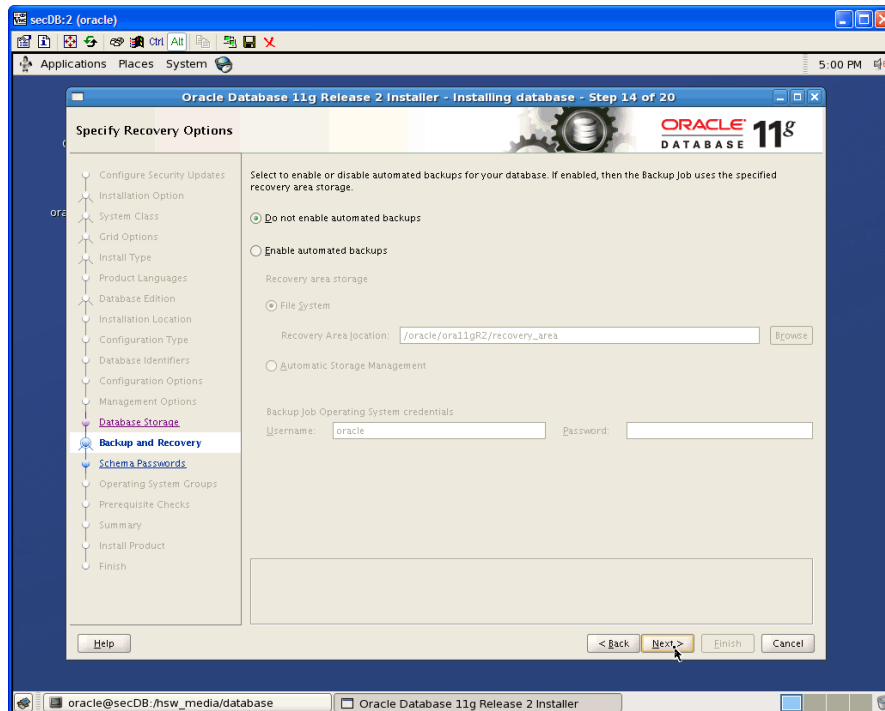 secDB:2 (oracle)
Ctrl Alt
Applications Places System 5:00 PM
Oracle Database 11g Release 2 Installer - Installing database - Step 14 of 20
Specify Recovery Options
ORACLE 11g
DATABASE
Configure Security Updates
Installation Option
System Class
Grid Options
Install Type
Product Languages
Database Edition
Installation Location
Configuration Type
Database Identifiers
Configuration Options
Management Options
Database Storage
Backup and Recovery
Schema Passwords
Operating System Groups
Prerequisite Checks
Summary
Install Product
Finish
Select to enable or disable automated backups for your database. If enabled, then the Backup Job uses the specified
recovery area storage.
Do not enable automated backups
Enable automated backups
Recovery area storage
File System
Recovery Area location: /oracle/ora11gR2/recovery_area Browse
Automatic Storage Management
Backup Job Operating System credentials
Username: oracle Password:
Help < Back Next > Finish Cancel
oracle@secDB:/hsw_media/database Oracle Database 11g Release 2 Installer